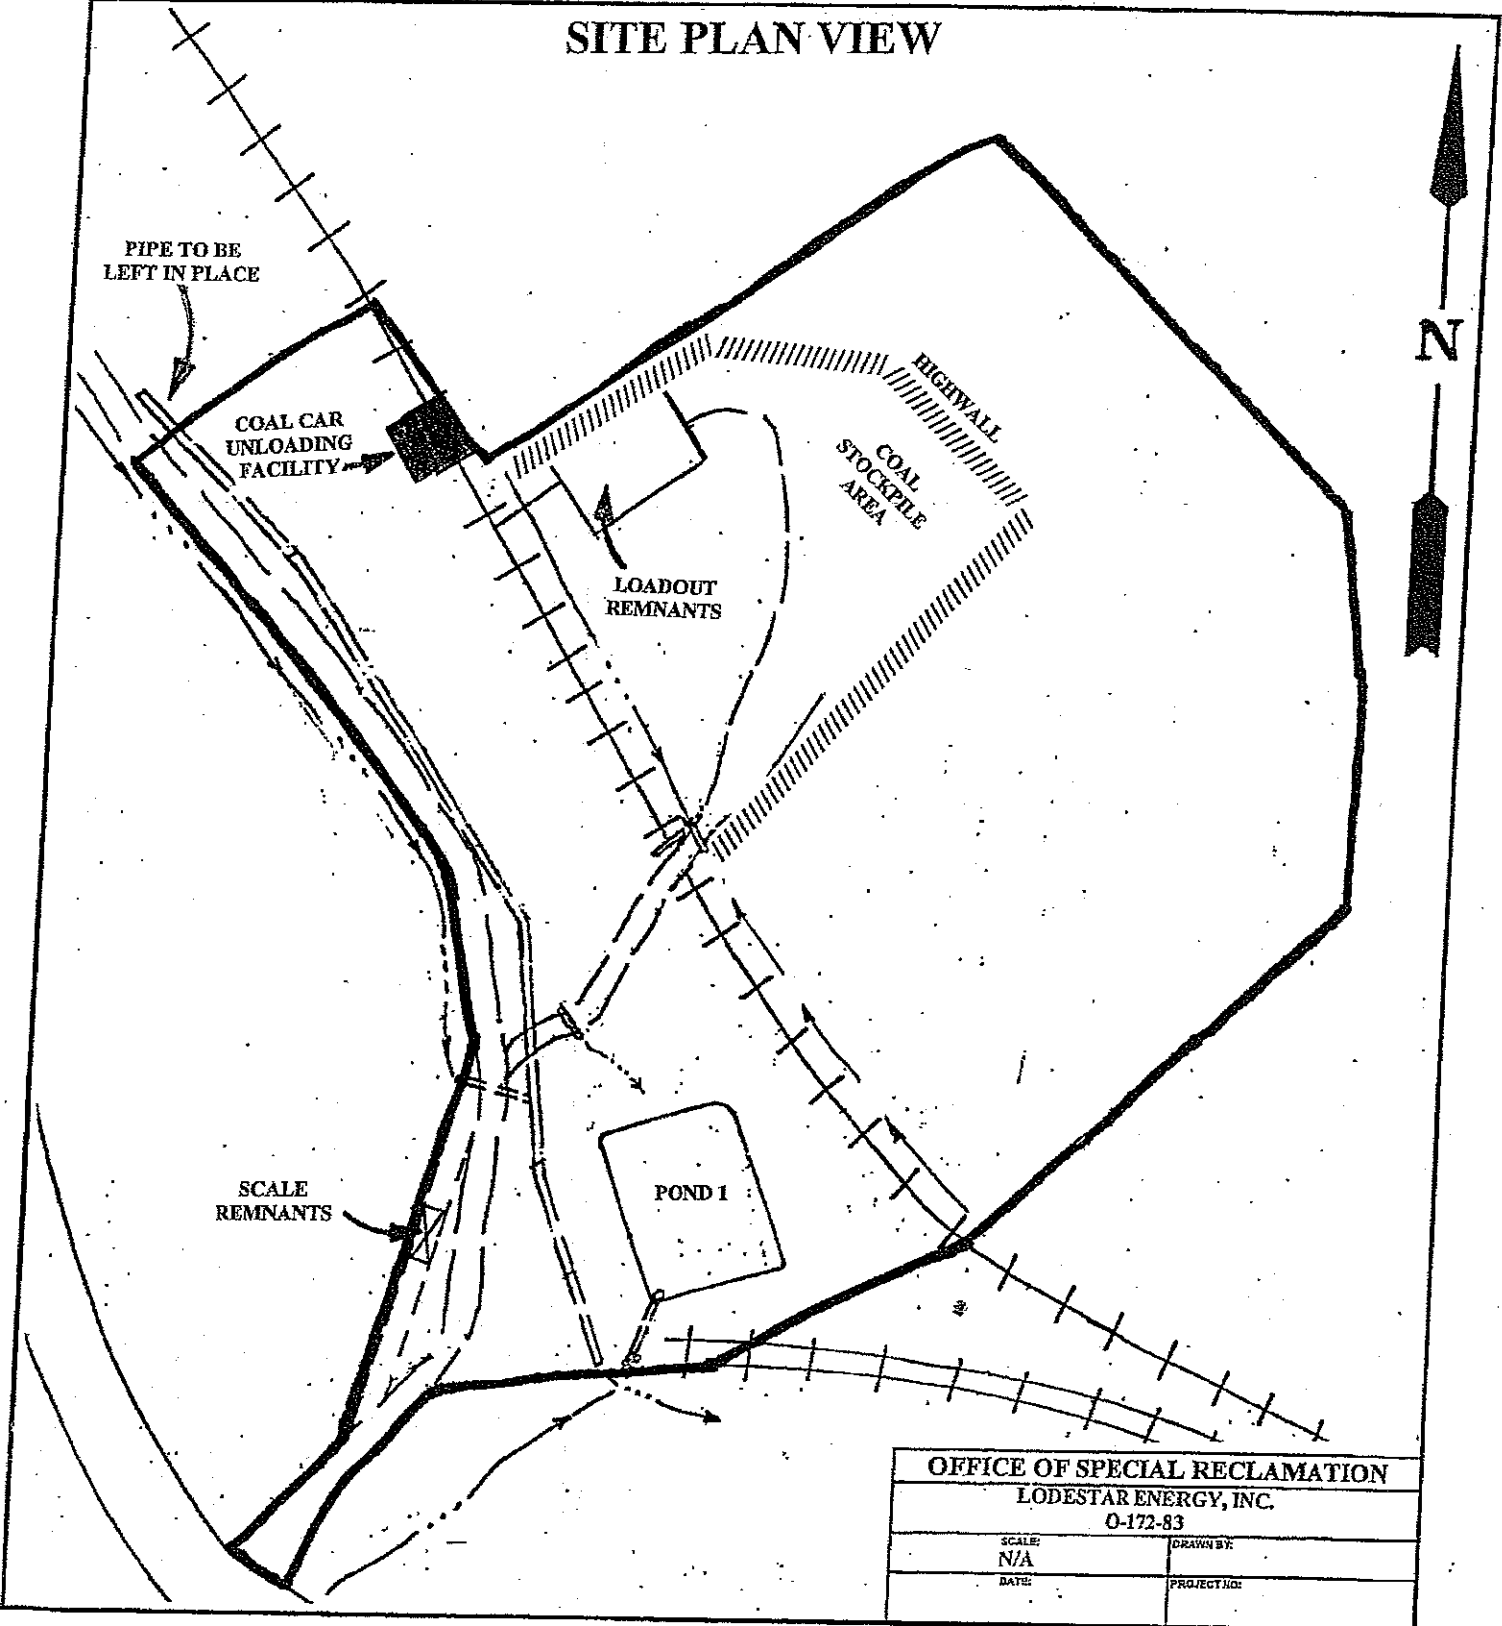 SITE PLAN VIEW
PIPE TO BE
LEFT IN PLACE
N
COAL CAR
UNLOADING
FACILITY
HIGHWALL
COAL
STOCKPILE
AREA
LOADOUT
REMNANTS
SCALE
REMNANTS
POND 1
OFFICE OF SPECIAL RECLAMATION
LODESTAR ENERGY, INC.
O-172-83
SCALE:
N/A
DRAWN BY:
DATE:
PROJECT NO: